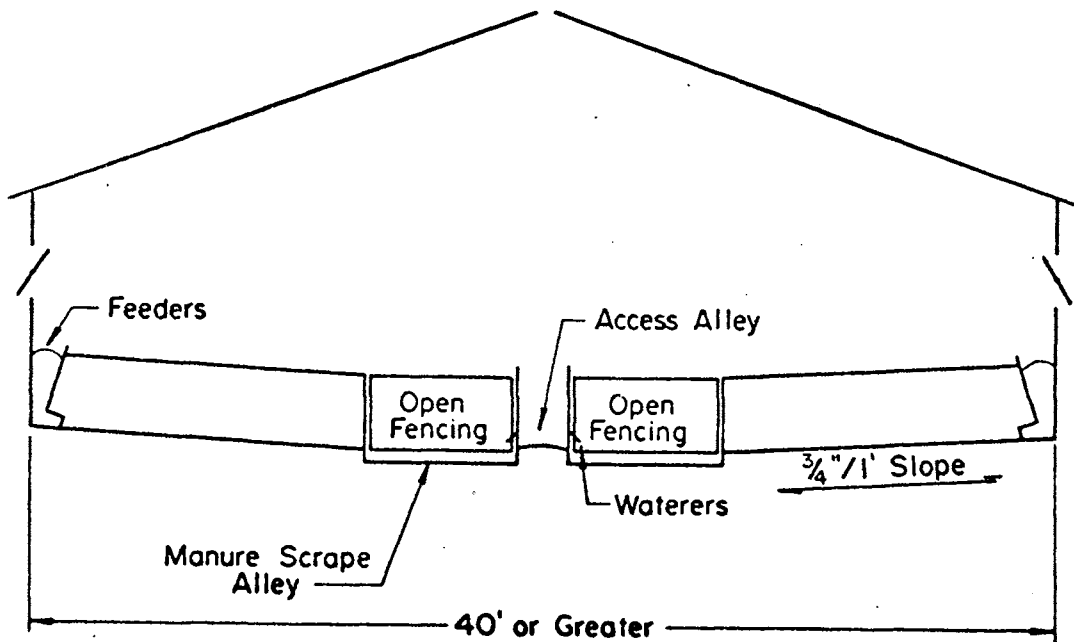 Feeders
Access Alley
Open
Fencing
Open
Fencing
3/4"/1' Slope
Waterers
Manure Scrape
Alley
40' or Greater